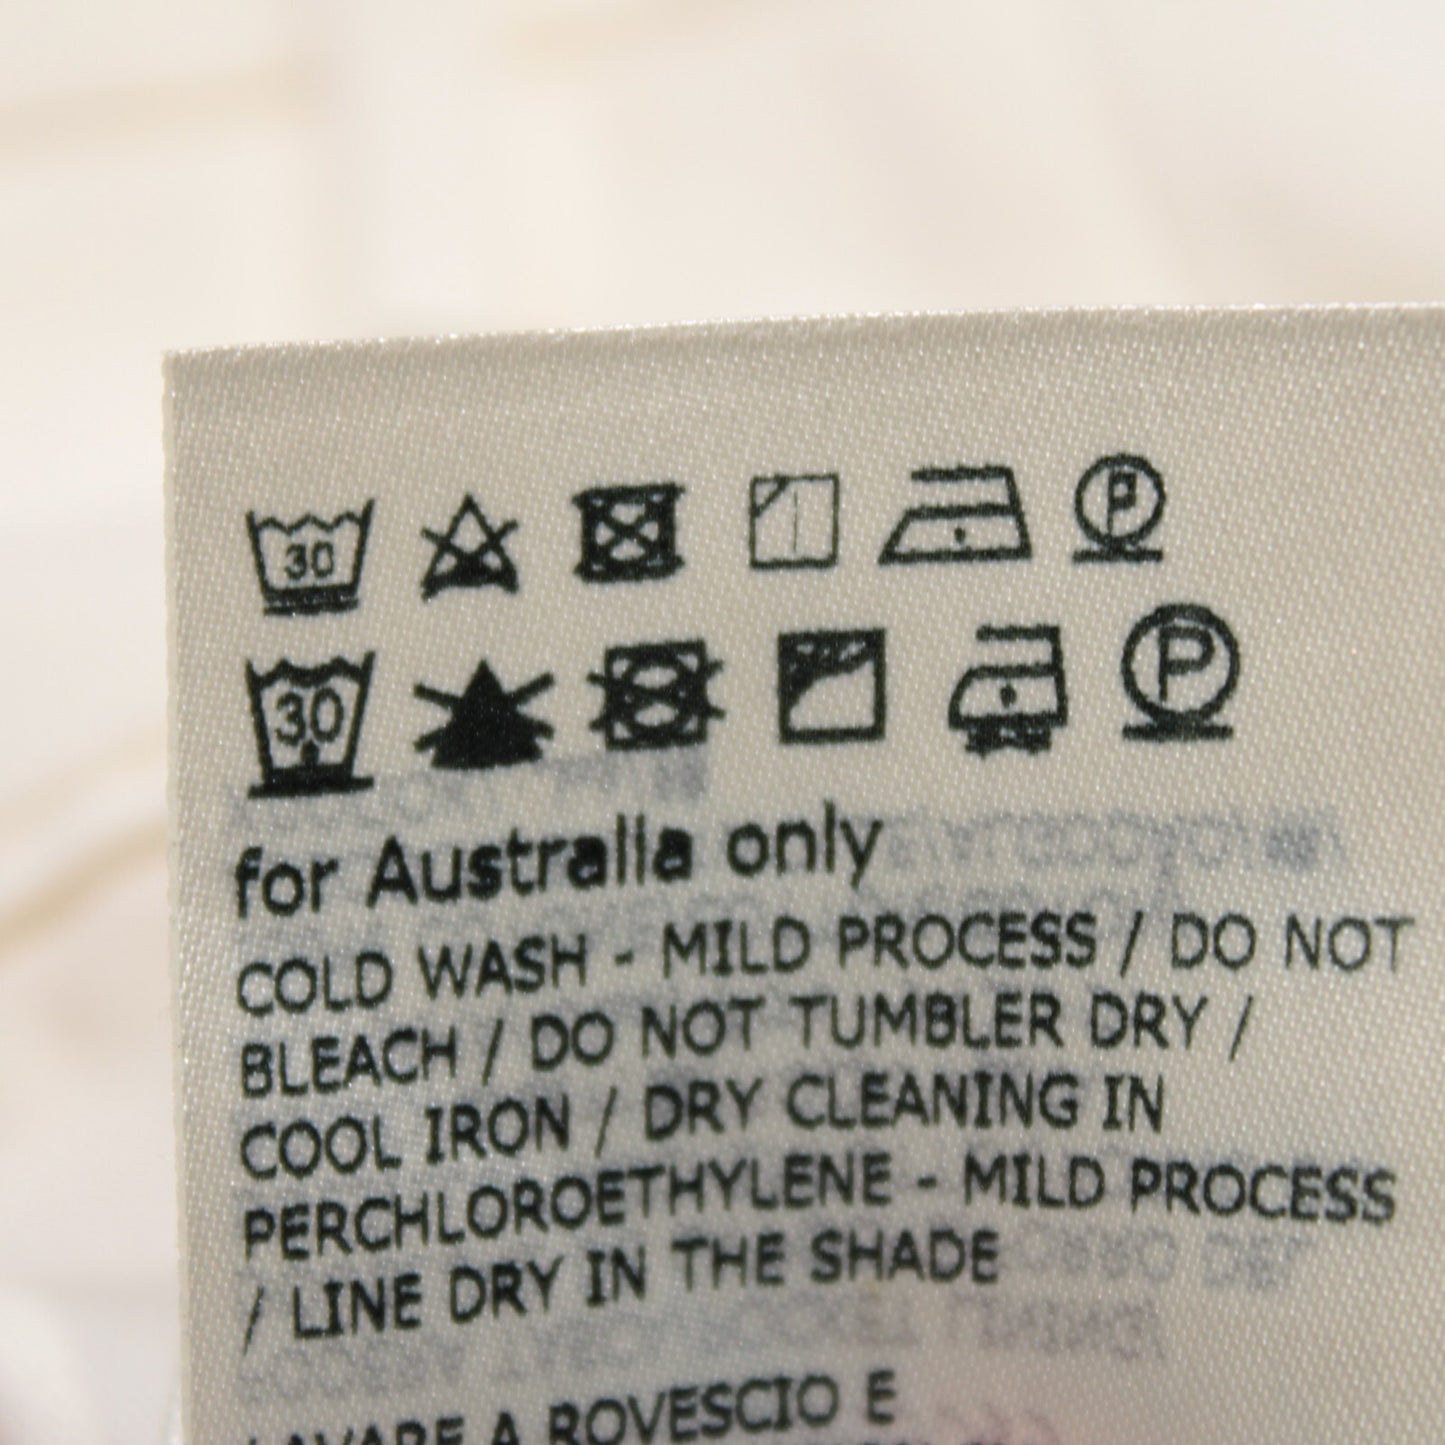 30 P
30 P
for Australia only
COLD WASH - MILD PROCESS / DO NOT
BLEACH / DO NOT TUMBLER DRY /
COOL IRON / DRY CLEANING IN
PERCHLOROETHYLENE - MILD PROCESS
/ LINE DRY IN THE SHADE
LAVARE A ROVESCIO E